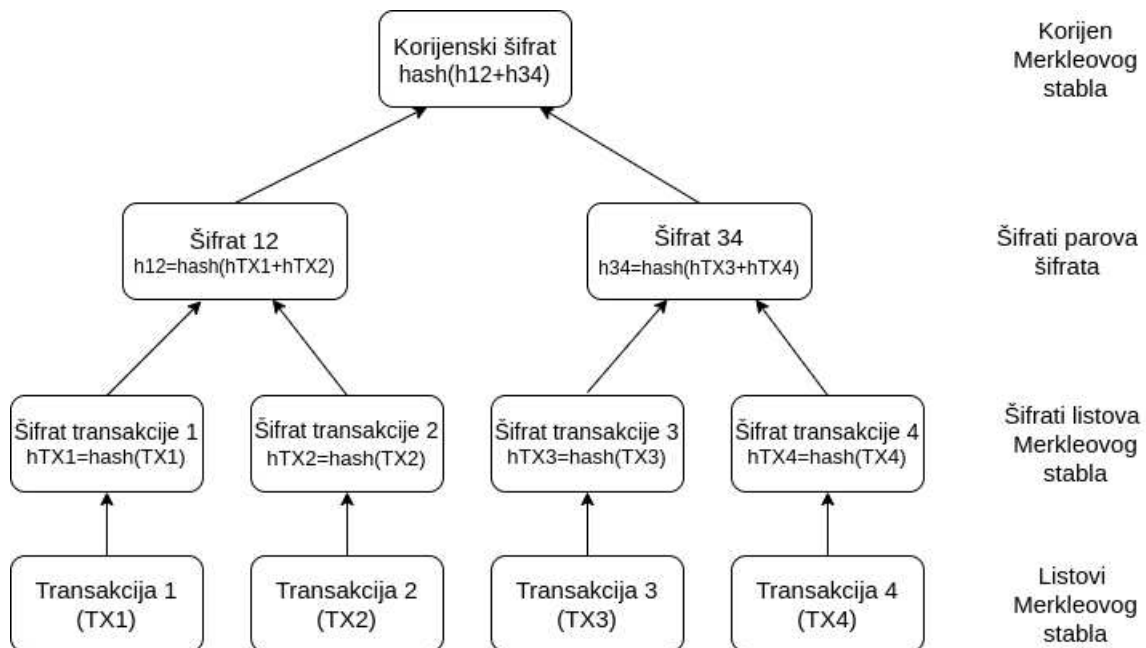 Korijenski šifrat
hash(h12+h34)
Korijen
Merkleovog
stabla
Šifrat 12
h12=hash(hTX1+hTX2)
Šifrat 34
h34=hash(hTX3+hTX4)
Šifrati parova
šifrata
Šifrat transakcije 1
hTX1=hash(TX1)
Šifrat transakcije 2
hTX2=hash(TX2)
Šifrat transakcije 3
hTX3=hash(TX3)
Šifrat transakcije 4
hTX4=hash(TX4)
Šifrati listova
Merkleovog
stabla
Transakcija 1
(TX1)
Transakcija 2
(TX2)
Transakcija 3
(TX3)
Transakcija 4
(TX4)
Listovi
Merkleovog
stabla